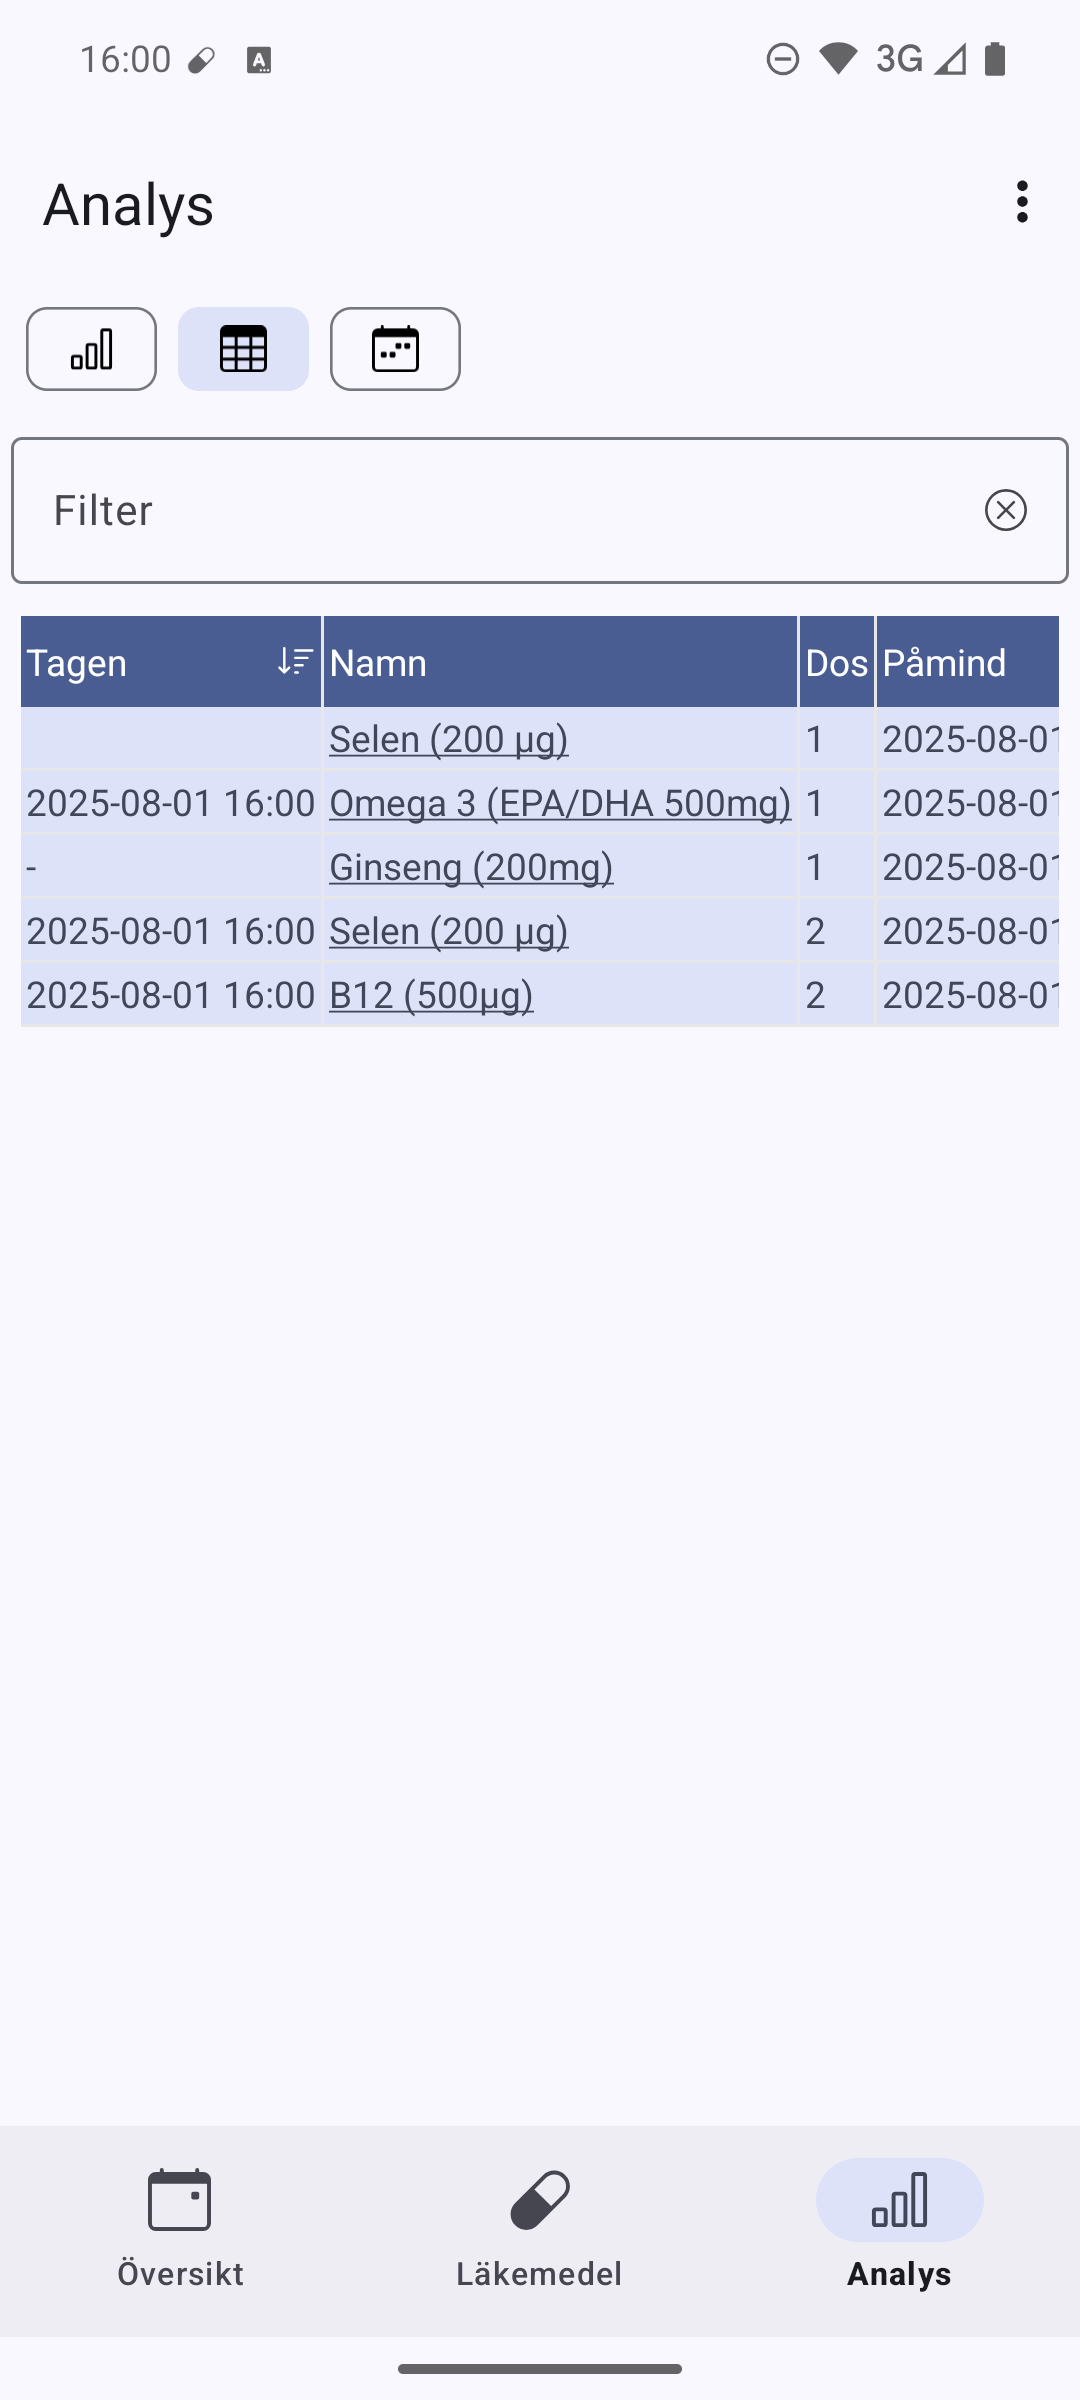 16:00 3G
Analys
Filter
Tagen Namn Dos Påmind
Selen (200 µg) 1 2025-08-01
2025-08-01 16:00 Omega 3 (EPA/DHA 500mg) 1 2025-08-01
- Ginseng (200mg) 1 2025-08-01
2025-08-01 16:00 Selen (200 µg) 2 2025-08-01
2025-08-01 16:00 B12 (500µg) 2 2025-08-01
Översikt Läkemedel Analys